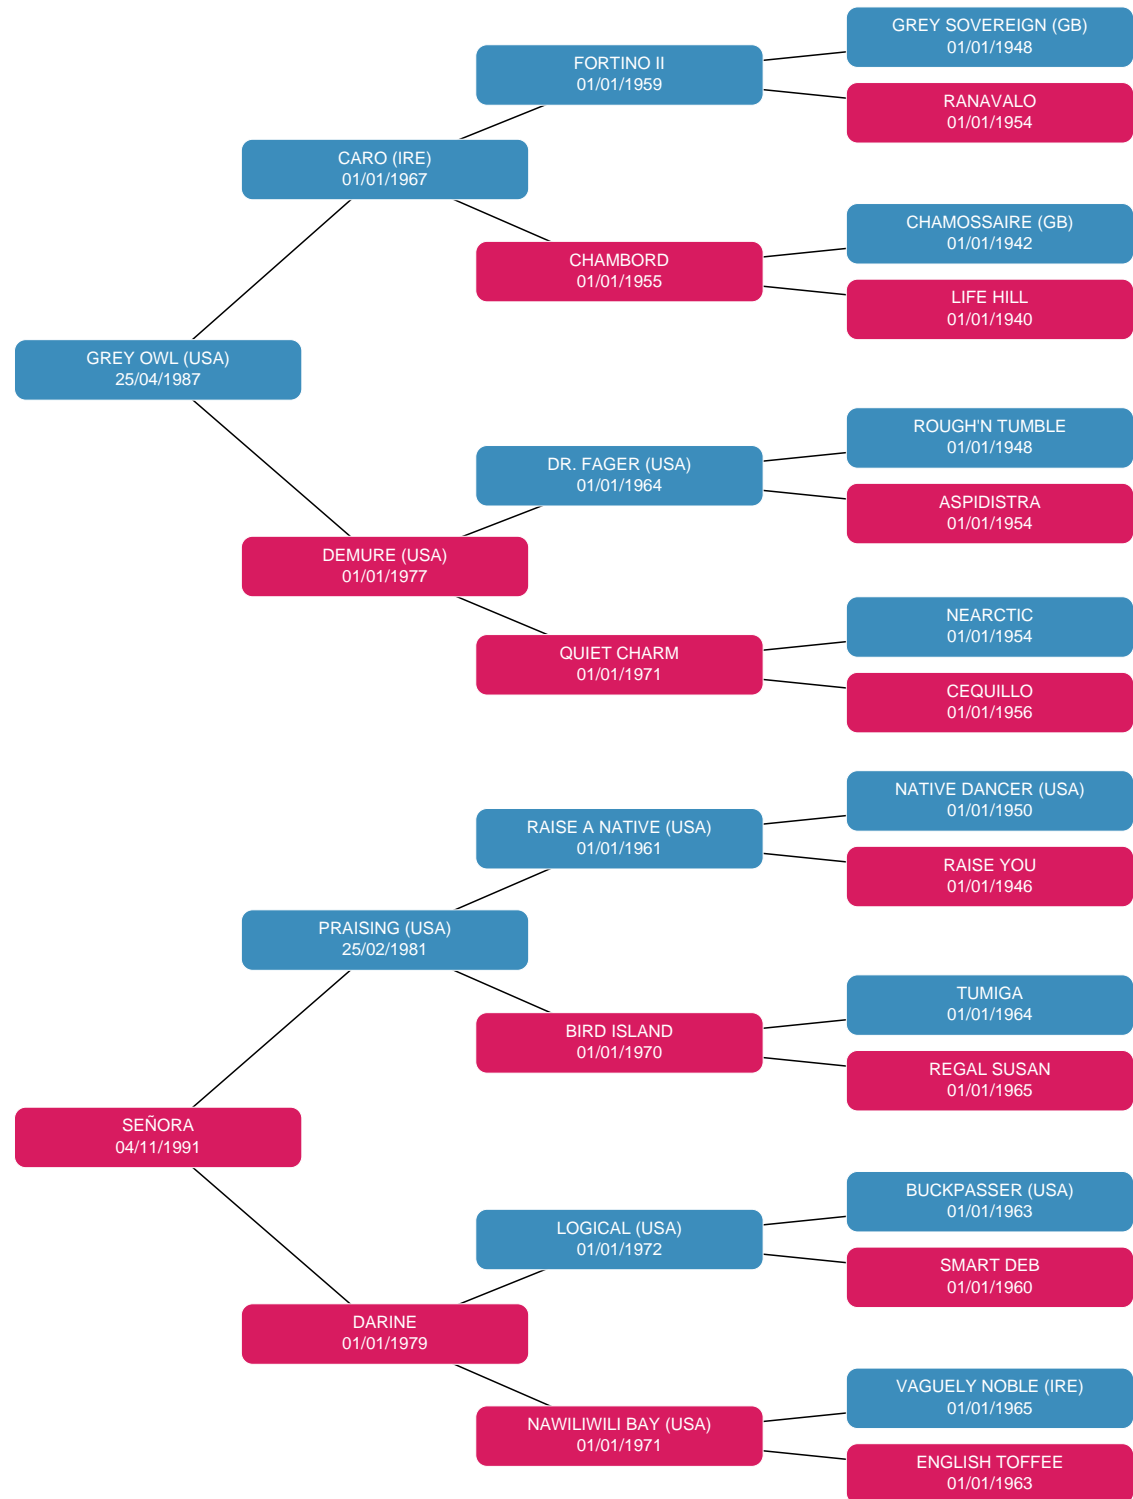 GREY SOVEREIGN (GB)
01/01/1948
FORTINO II
01/01/1959
RANAVALO
01/01/1954
CARO (IRE)
01/01/1967
CHAMOSSAIRE (GB)
01/01/1942
CHAMBORD
01/01/1955
LIFE HILL
01/01/1940
GREY OWL (USA)
25/04/1987
ROUGH'N TUMBLE
01/01/1948
DR. FAGER (USA)
01/01/1964
ASPIDISTRA
01/01/1954
DEMURE (USA)
01/01/1977
NEARCTIC
01/01/1954
QUIET CHARM
01/01/1971
CEQUILLO
01/01/1956
NATIVE DANCER (USA)
01/01/1950
RAISE A NATIVE (USA)
01/01/1961
RAISE YOU
01/01/1946
PRAISING (USA)
25/02/1981
TUMIGA
01/01/1964
BIRD ISLAND
01/01/1970
REGAL SUSAN
01/01/1965
SEÑORA
04/11/1991
BUCKPASSER (USA)
01/01/1963
LOGICAL (USA)
01/01/1972
SMART DEB
01/01/1960
DARINE
01/01/1979
VAGUELY NOBLE (IRE)
01/01/1965
NAWILIWILI BAY (USA)
01/01/1971
ENGLISH TOFFEE
01/01/1963